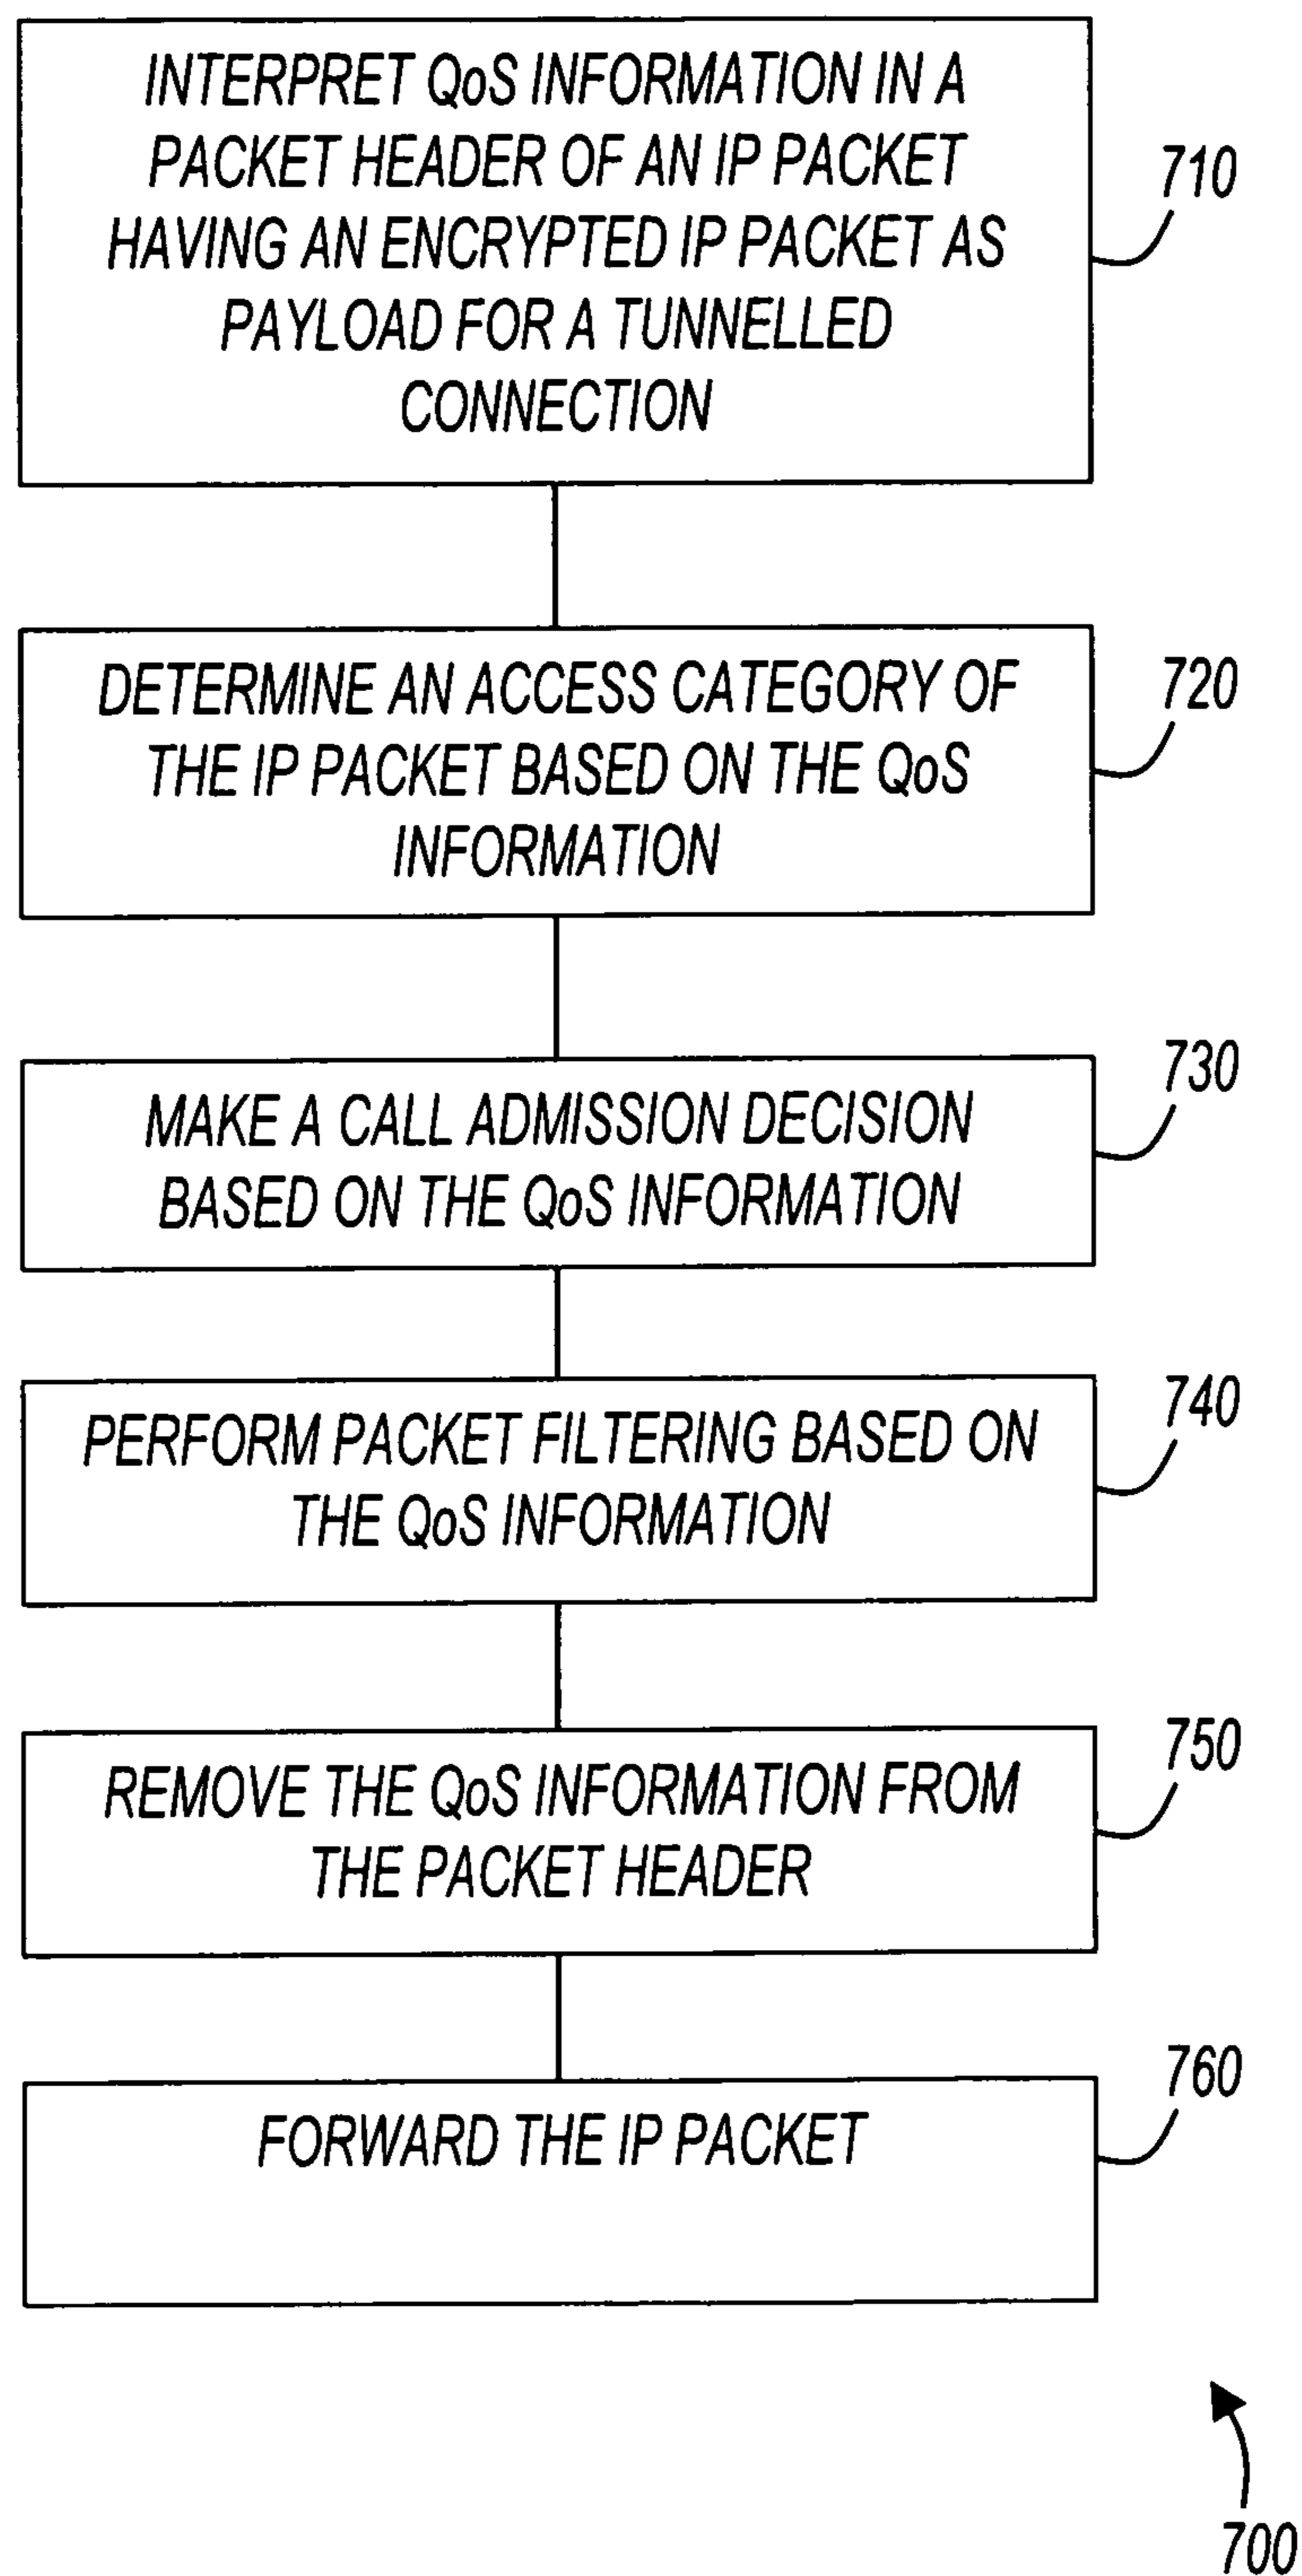 INTERPRET QoS INFORMATION IN A
PACKET HEADER OF AN IP PACKET
HAVING AN ENCRYPTED IP PACKET AS
PAYLOAD FOR A TUNNELLED
CONNECTION
710
DETERMINE AN ACCESS CATEGORY OF
THE IP PACKET BASED ON THE QoS
INFORMATION
720
MAKE A CALL ADMISSION DECISION
BASED ON THE QoS INFORMATION
730
PERFORM PACKET FILTERING BASED ON
THE QoS INFORMATION
740
REMOVE THE QoS INFORMATION FROM
THE PACKET HEADER
750
FORWARD THE IP PACKET
760
700